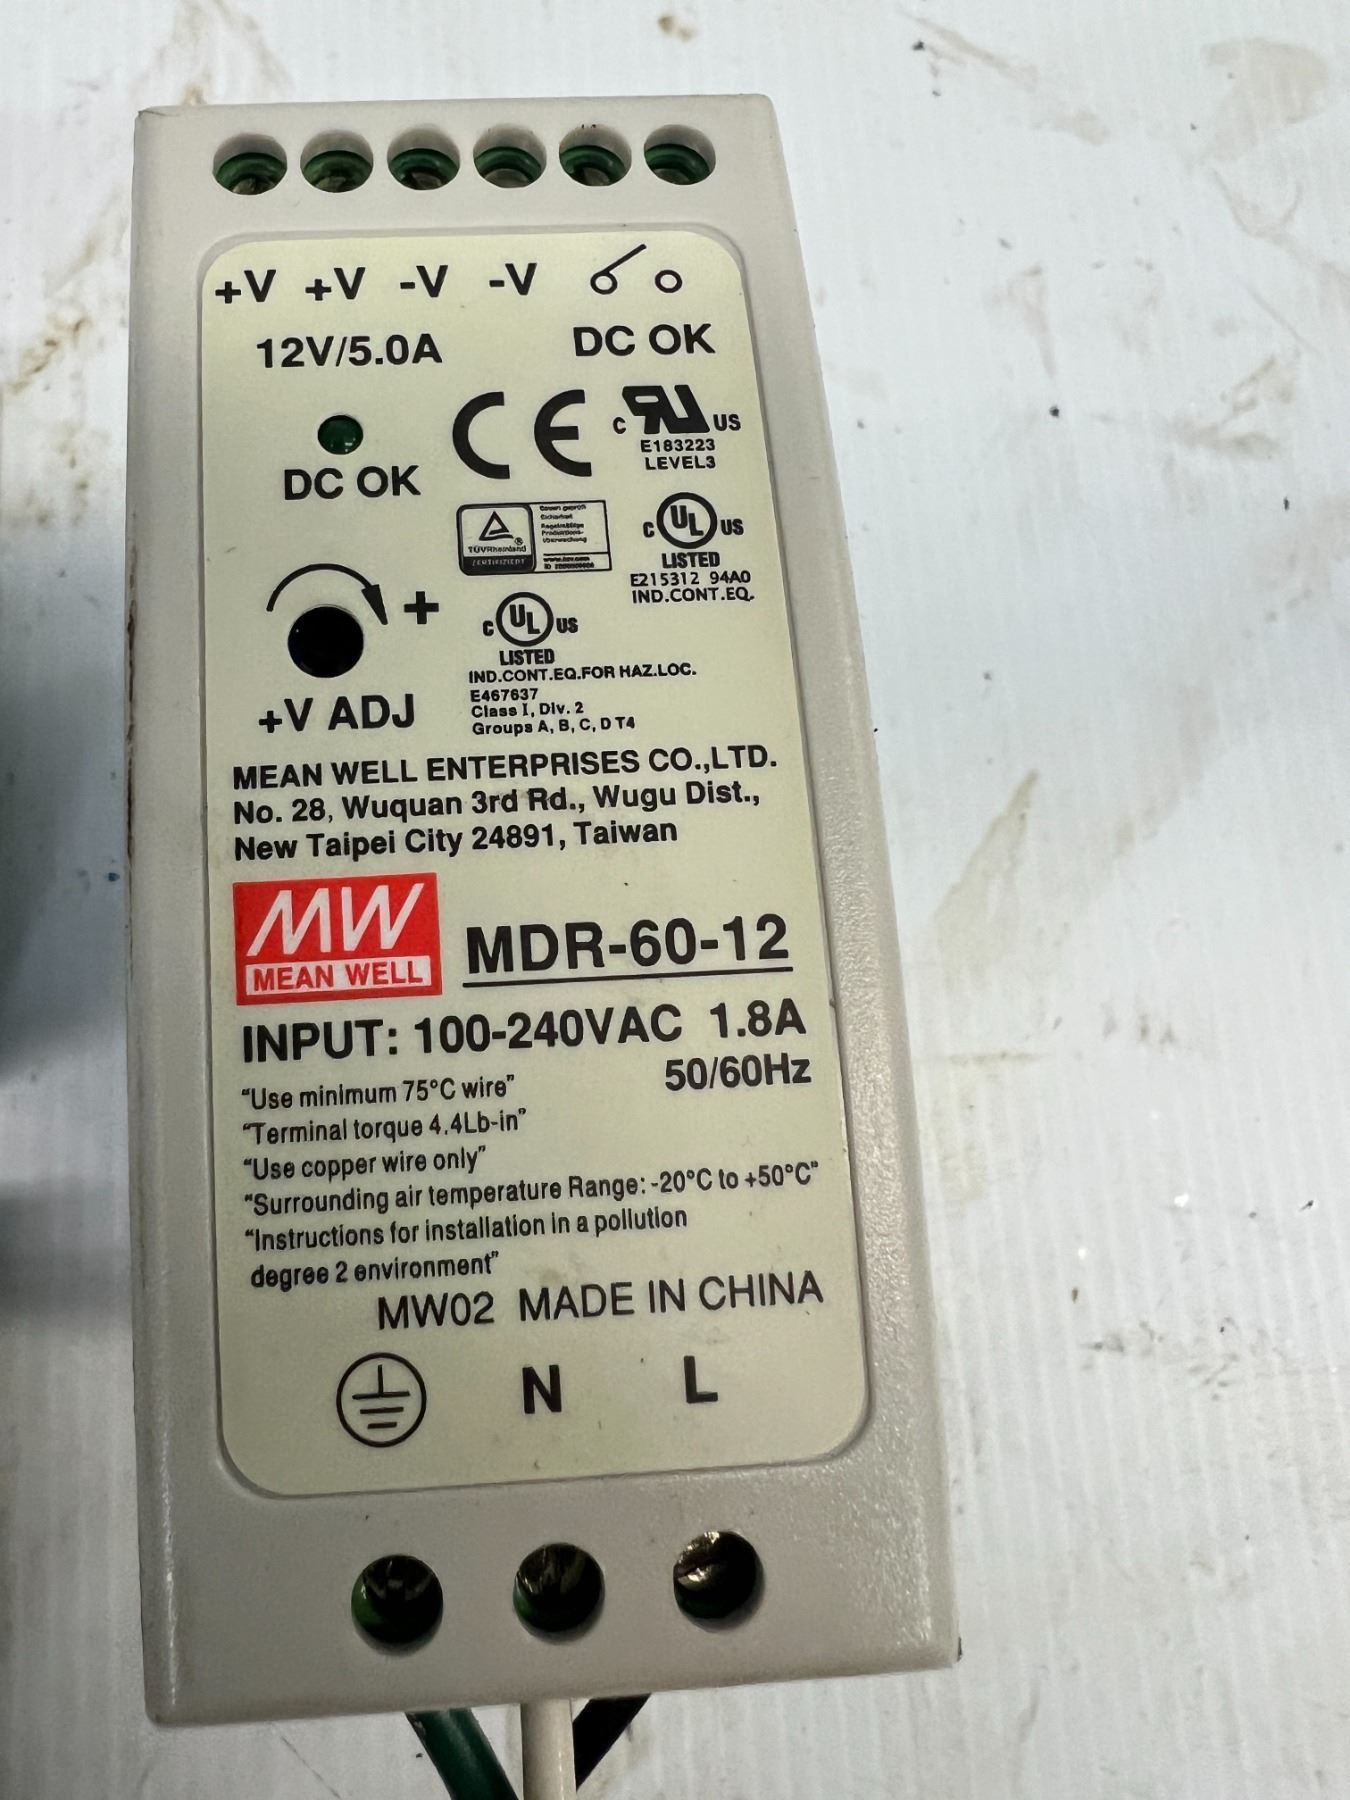 +V +V -V -V
12V/5.0A DC OK
DC OK
CE
c RU US
E183223
LEVEL3
TÜVRheinland
ZERTIFIZIERT
Sicherheit
c UL US
LISTED
E215312 94A0
IND.CONT.EQ.
+
+V ADJ
c UL US
LISTED
IND.CONT.EQ.FOR HAZ.LOC.
E467637
Class I, Div. 2
Groups A, B, C, D T4
MEAN WELL ENTERPRISES CO.,LTD.
No. 28, Wuquan 3rd Rd., Wugu Dist.,
New Taipei City 24891, Taiwan
MW
MEAN WELL
MDR-60-12
INPUT: 100-240VAC 1.8A
50/60Hz
"Use minimum 75°C wire"
"Terminal torque 4.4Lb-in"
"Use copper wire only"
"Surrounding air temperature Range: -20°C to +50°C"
"Instructions for installation in a pollution
degree 2 environment"
MW02 MADE IN CHINA
N L